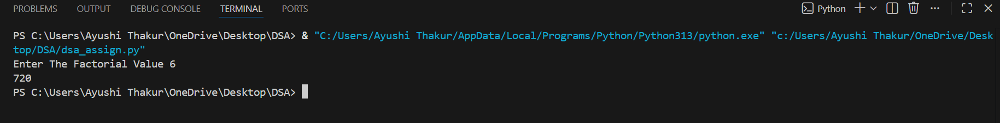 PROBLEMS OUTPUT DEBUG CONSOLE TERMINAL PORTS Python
PS C:\Users\Ayushi Thakur\OneDrive\Desktop\DSA> & "C:/Users/Ayushi Thakur/AppData/Local/Programs/Python/Python313/python.exe" "c:/Users/Ayushi Thakur/OneDrive/Desk
top/DSA/dsa_assign.py"
Enter The Factorial Value 6
720
PS C:\Users\Ayushi Thakur\OneDrive\Desktop\DSA>